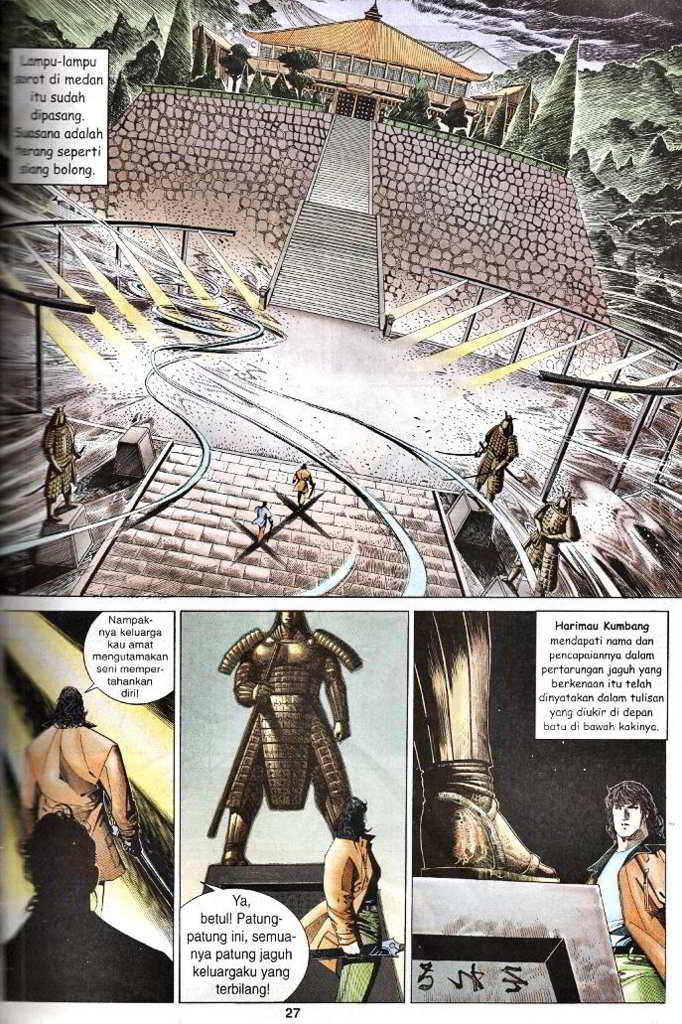 Lampu-lampu
sorot di medan
itu sudah
dipasang.
Suasana adalah
terang seperti
siang bolong.
Nampak-
nya keluarga
kau amat
mengutamakan
seni memper-
tahankan
diri!
Ya,
betul! Patung-
patung ini, semua-
nya patung jaguh
keluargaku yang
terbilang!
Harimau Kumbang
mendapati nama dan
pencapaiannya dalam
pertarungan jaguh yang
berkenaan itu telah
dinyatakan dalam tulisan
yang diukir di depan
batu di bawah kakinya.
27